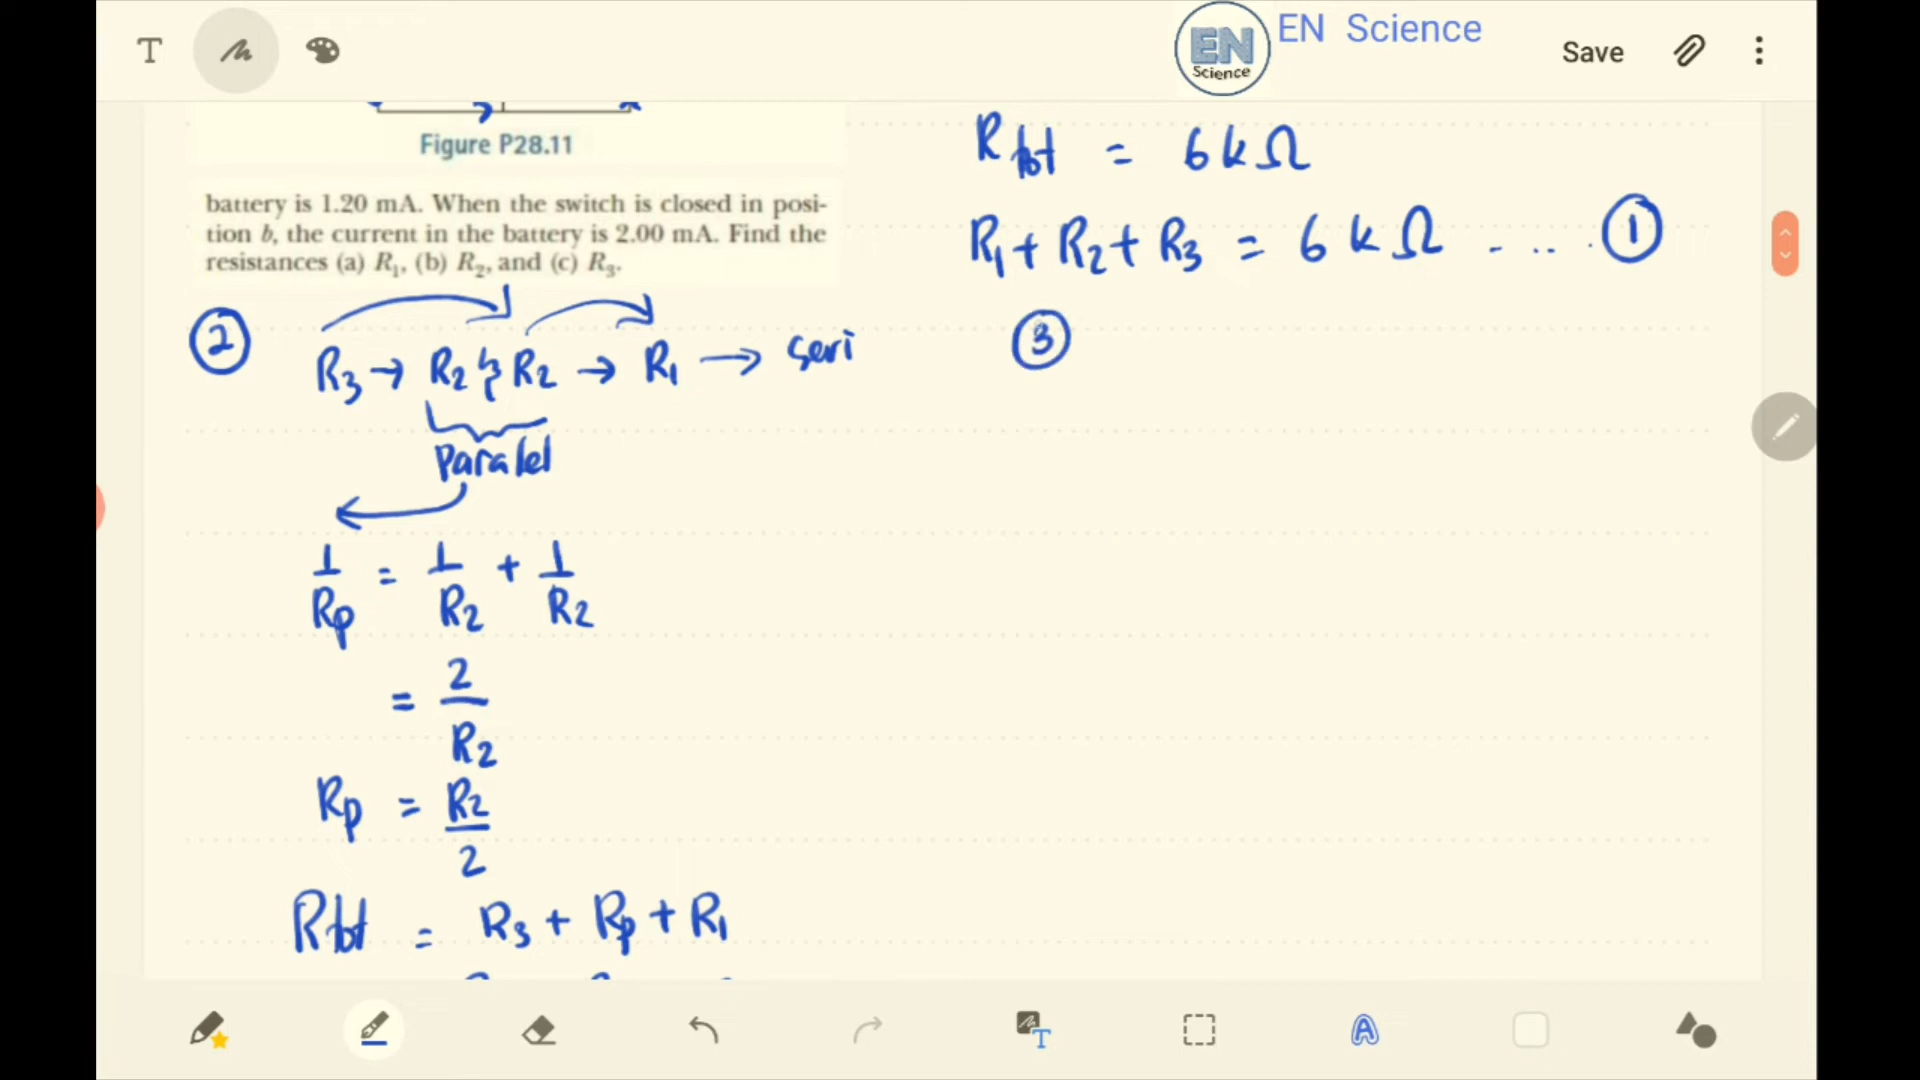 EN Science
EN Science
Save
Figure P28.11
battery is 1.20 mA. When the switch is closed in posi-
tion b, the current in the battery is 2.00 mA. Find the
resistances (a) R₁, (b) R₂, and (c) R₃.
② R₃ → R₂ & R₂ → R₁ → seri
Paralel
1/Rp = 1/R₂ + 1/R₂
= 2/R₂
Rp = R₂/2
Rtot = R₃ + Rp + R₁
Rtot = 6 kΩ
R₁ + R₂ + R₃ = 6 kΩ - .. . ①
③